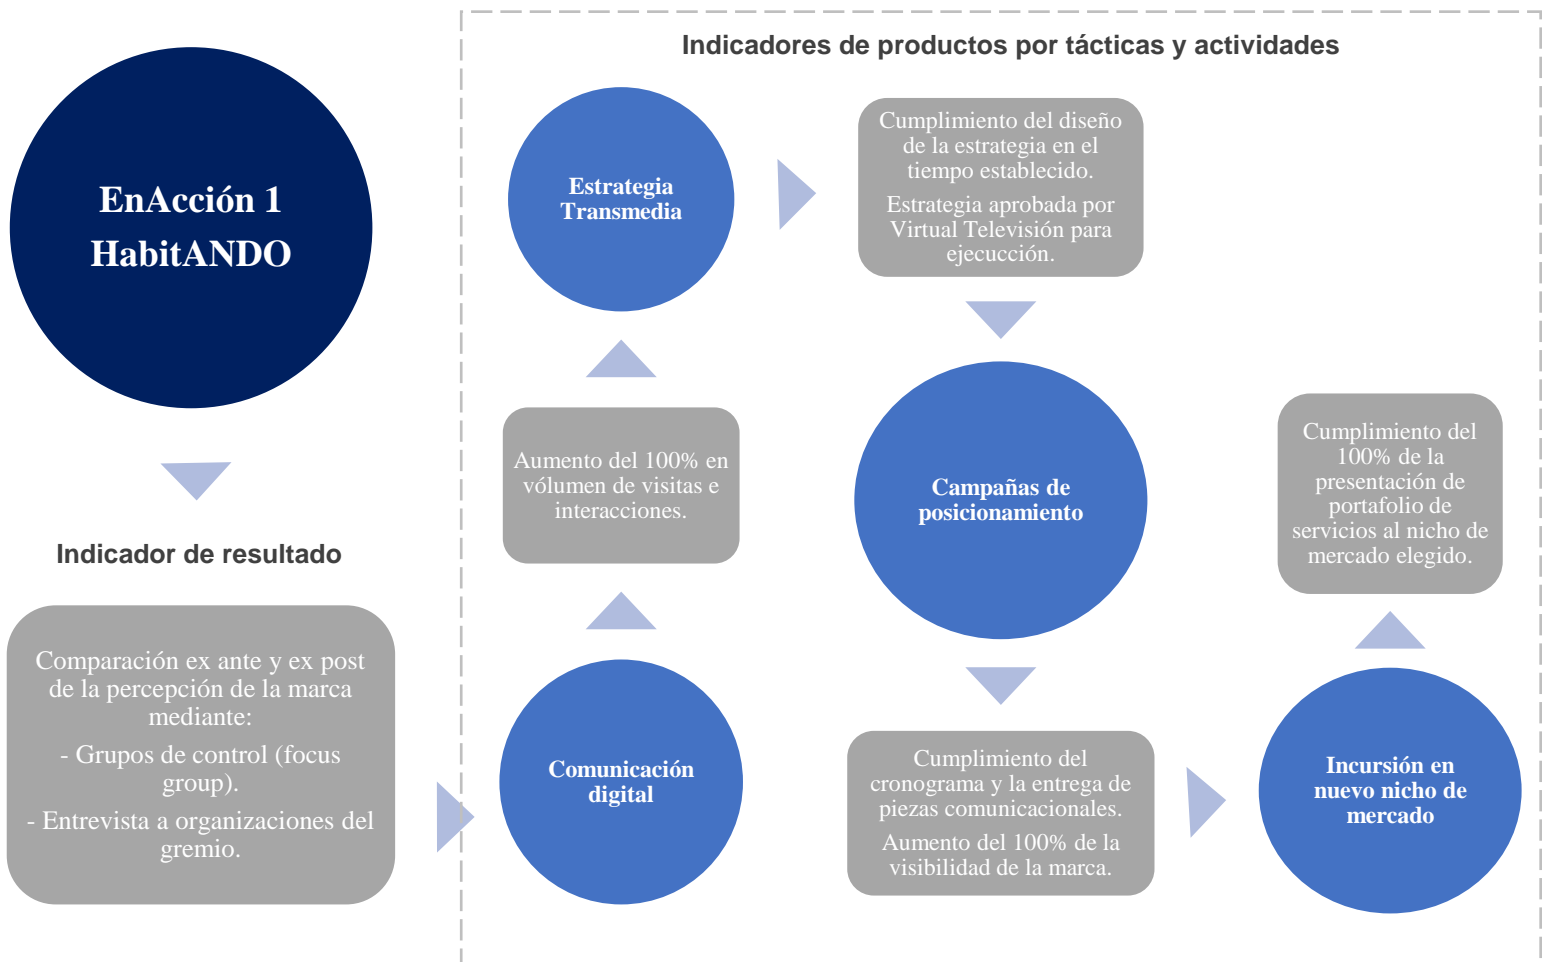 EnAcción 1
HabitANDO
Indicador de resultado
Comparación ex ante y ex post
de la percepción de la marca
mediante:
- Grupos de control (focus
group).
- Entrevista a organizaciones del
gremio.
Indicadores de productos por tácticas y actividades
Comunicación
digital
Aumento del 100% en
vólumen de visitas e
interacciones.
Estrategia
Transmedia
Cumplimiento del diseño
de la estrategia en el
tiempo establecido.
Estrategia aprobada por
Virtual Televisión para
ejecucción.
Campañas de
posicionamiento
Cumplimiento del
cronograma y la entrega de
piezas comunicacionales.
Aumento del 100% de la
visibilidad de la marca.
Incursión en
nuevo nicho de
mercado
Cumplimiento del
100% de la
presentación de
portafolio de
servicios al nicho de
mercado elegido.